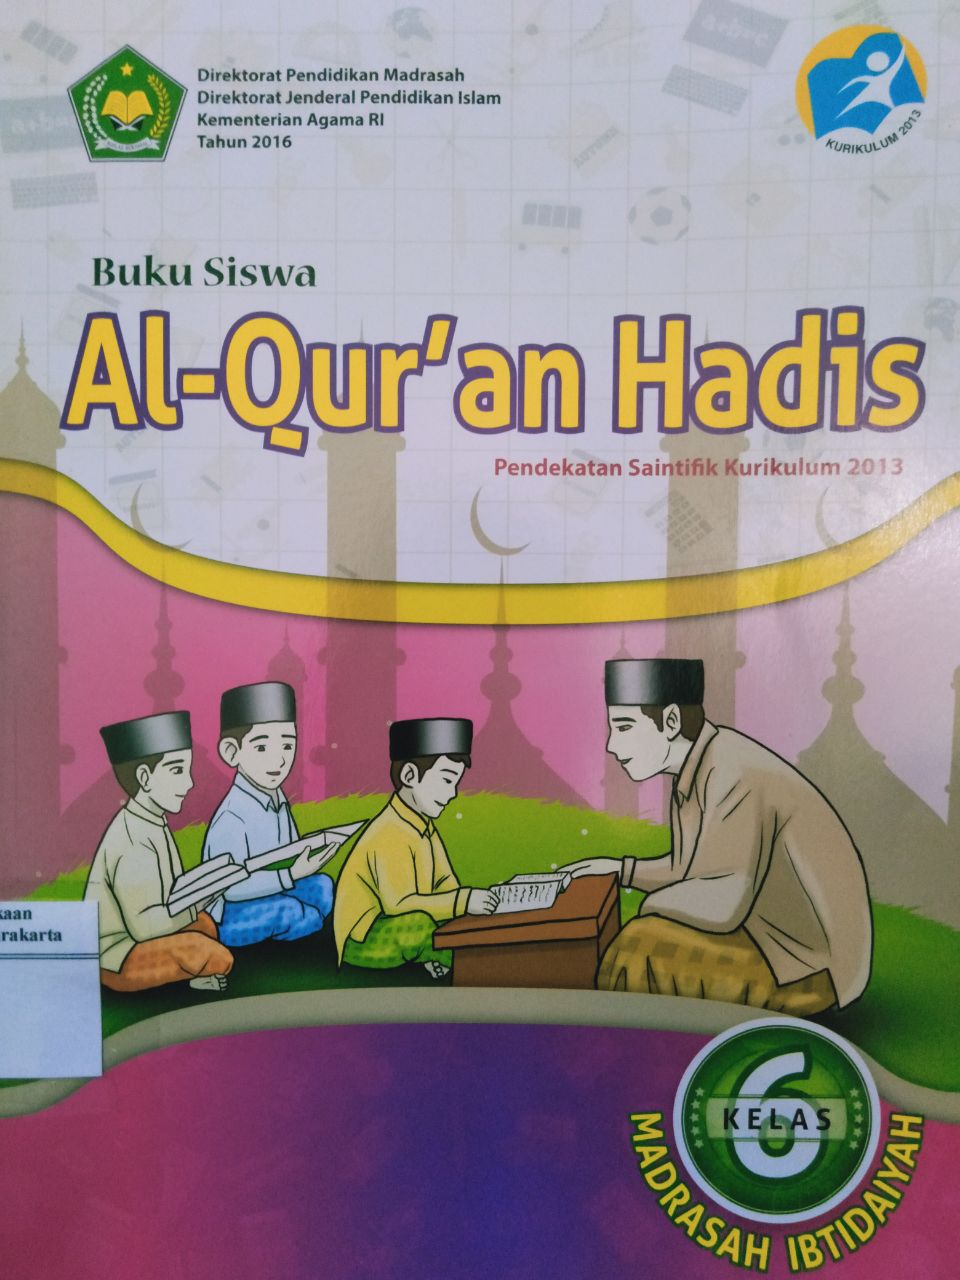 Direktorat Pendidikan Madrasah
Direktorat Jenderal Pendidikan Islam
Kementerian Agama RI
Tahun 2016
KURIKULUM 2013
Buku Siswa
Al-Qur'an Hadis
Pendekatan Saintifik Kurikulum 2013
kaan
rakarta
6
KELAS
MADRASAH IBTIDAIYAH